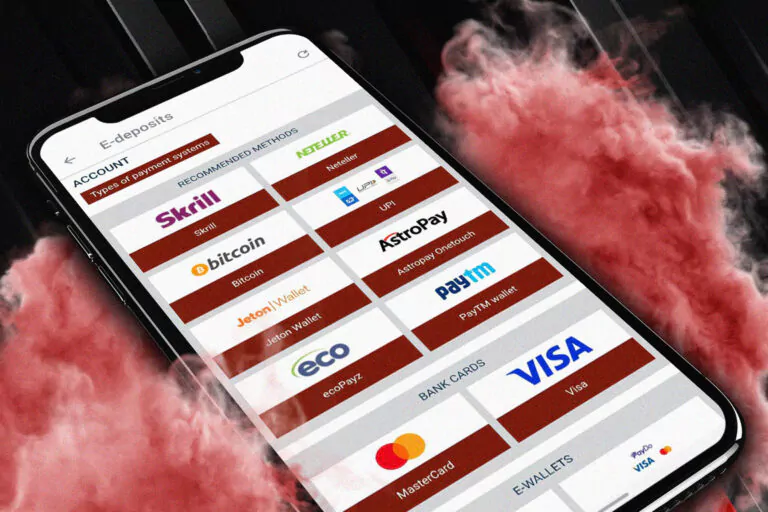 E-deposits
ACCOUNT
Types of payment systems
RECOMMENDED METHODS
Skrill
Skrill
NETELLER
Neteller
bitcoin
Bitcoin
UPI
UPI
Jeton|Wallet
Jeton Wallet
AstroPay
Astropay Onetouch
eco
ecoPayz
paytm
PayTM wallet
BANK CARDS
MasterCard
VISA
Visa
E-WALLETS
PayDo
VISA